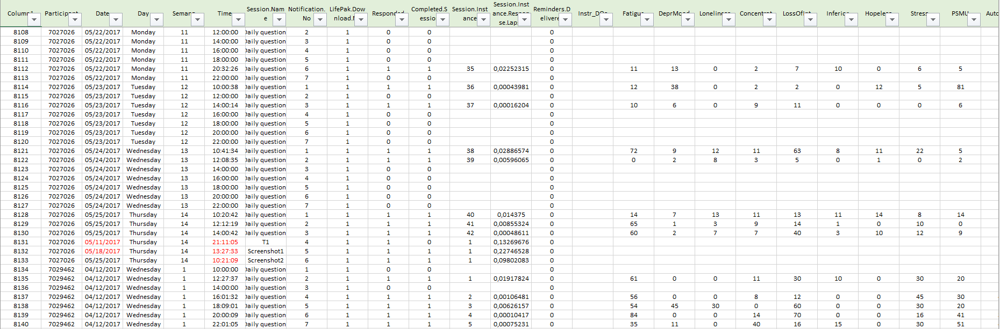 Column1 Participant Date Day Semana Time Session.Name Notification.No LifePak.Download.N Responded Completed.Sessio Session.Instance Session.Instance.Response.Laps Reminders.Delivere Instr_DQ Fatigue DeprMood Loneliness Concentrat LossOfInt Inferior Hopeless Stress PSMU Auto
8108 7027026 05/22/2017 Monday 11 12:00:00 Daily question 2 1 0 0 0
8109 7027026 05/22/2017 Monday 11 14:00:00 Daily question 3 1 0 0 0
8110 7027026 05/22/2017 Monday 11 16:00:00 Daily question 4 1 0 0 0
8111 7027026 05/22/2017 Monday 11 18:00:00 Daily question 5 1 0 0 0
8112 7027026 05/22/2017 Monday 11 20:32:26 Daily question 6 1 1 1 35 0,02252315 0 11 13 0 2 7 10 0 6 5
8113 7027026 05/22/2017 Monday 11 22:00:00 Daily question 7 1 0 0 0
8114 7027026 05/23/2017 Tuesday 12 10:00:38 Daily question 1 1 1 1 36 0,00043981 0 12 38 0 2 2 0 12 5 81
8115 7027026 05/23/2017 Tuesday 12 12:00:00 Daily question 2 1 0 0 0
8116 7027026 05/23/2017 Tuesday 12 14:00:14 Daily question 3 1 1 1 37 0,00016204 0 10 6 0 9 11 0 0 0 6
8117 7027026 05/23/2017 Tuesday 12 16:00:00 Daily question 4 1 0 0 0
8118 7027026 05/23/2017 Tuesday 12 18:00:00 Daily question 5 1 0 0 0
8119 7027026 05/23/2017 Tuesday 12 20:00:00 Daily question 6 1 0 0 0
8120 7027026 05/23/2017 Tuesday 12 22:00:00 Daily question 7 1 0 0 0
8121 7027026 05/24/2017 Wednesday 13 10:41:34 Daily question 1 1 1 1 38 0,02886574 0 72 9 12 11 63 8 11 22 5
8122 7027026 05/24/2017 Wednesday 13 12:08:35 Daily question 2 1 1 1 39 0,00596065 0 0 2 8 3 5 0 1 0 2
8123 7027026 05/24/2017 Wednesday 13 14:00:00 Daily question 3 1 0 0 0
8124 7027026 05/24/2017 Wednesday 13 16:00:00 Daily question 4 1 0 0 0
8125 7027026 05/24/2017 Wednesday 13 18:00:00 Daily question 5 1 0 0 0
8126 7027026 05/24/2017 Wednesday 13 20:00:00 Daily question 6 1 0 0 0
8127 7027026 05/24/2017 Wednesday 13 22:00:00 Daily question 7 1 0 0 0
8128 7027026 05/25/2017 Thursday 14 10:20:42 Daily question 1 1 1 1 40 0,014375 0 14 7 13 11 13 11 14 8 14
8129 7027026 05/25/2017 Thursday 14 12:12:19 Daily question 2 1 1 1 41 0,00855324 0 65 1 3 9 14 1 0 10 0
8130 7027026 05/25/2017 Thursday 14 14:00:42 Daily question 3 1 1 1 42 0,00048611 0 60 2 7 7 40 3 10 12 9
8131 7027026 05/11/2017 Thursday 14 21:11:05 T1 4 1 1 0 1 0,13269676 0
8132 7027026 05/18/2017 Thursday 14 13:27:33 Screenshot1 5 1 1 1 1 0,22746528 0
8133 7027026 05/25/2017 Thursday 14 10:21:09 Screenshot2 6 1 1 1 1 0,09802083 0
8134 7029462 04/12/2017 Wednesday 1 10:00:00 Daily question 1 1 0 0 0
8135 7029462 04/12/2017 Wednesday 1 12:27:37 Daily question 2 1 1 1 1 0,01917824 0 61 0 0 11 30 10 0 30 20
8136 7029462 04/12/2017 Wednesday 1 14:00:00 Daily question 3 1 0 0 0
8137 7029462 04/12/2017 Wednesday 1 16:01:32 Daily question 4 1 1 1 2 0,00106481 0 56 0 0 8 12 0 0 45 30
8138 7029462 04/12/2017 Wednesday 1 18:09:01 Daily question 5 1 1 1 3 0,00626157 0 54 45 30 0 60 0 0 30 20
8139 7029462 04/12/2017 Wednesday 1 20:00:09 Daily question 6 1 1 1 4 0,00010417 0 84 0 0 14 70 0 0 16 41
8140 7029462 04/12/2017 Wednesday 1 22:01:05 Daily question 7 1 1 1 5 0,00075231 0 35 11 0 40 16 15 0 30 51